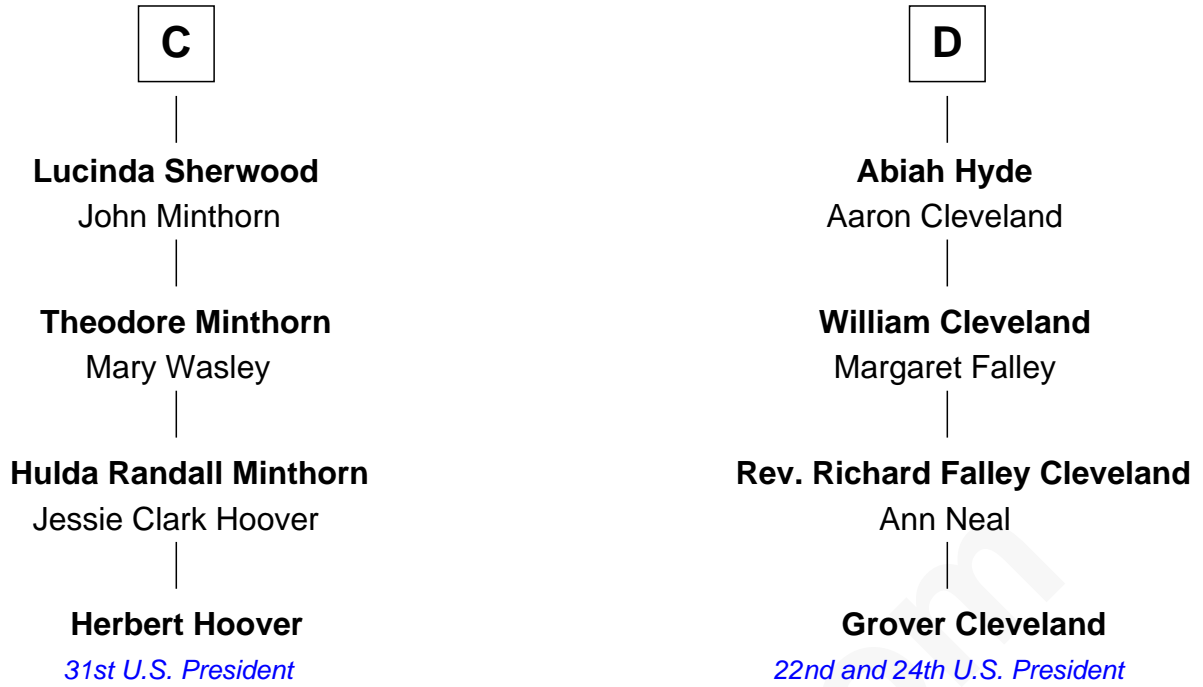 C
Lucinda Sherwood
John Minthorn
Theodore Minthorn
Mary Wasley
Hulda Randall Minthorn
Jessie Clark Hoover
Herbert Hoover
31st U.S. President
D
Abiah Hyde
Aaron Cleveland
William Cleveland
Margaret Falley
Rev. Richard Falley Cleveland
Ann Neal
Grover Cleveland
22nd and 24th U.S. President